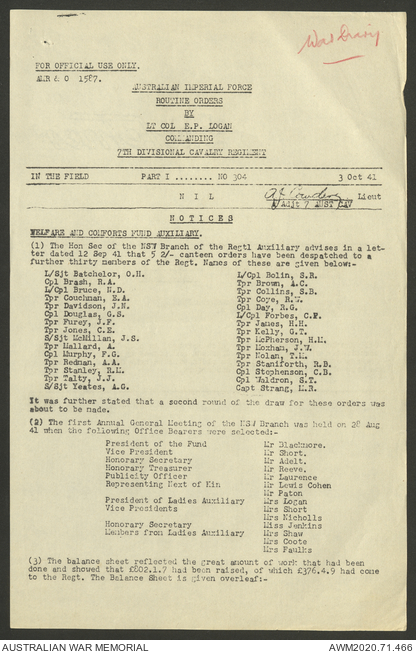 War Diary
FOR OFFICIAL USE ONLY.
AUSTRALIAN IMPERIAL FORCE
ROUTINE ORDERS
BY
LT COL E.P. LOGAN
COMMANDING
7TH DIVISIONAL CAVALRY REGIMENT
IN THE FIELD PART I ........ NO 304 3 Oct 41
N I L Lieut
A/Adjt 7 AUST CAV
N O T I C E S
WELFARE AND COMFORTS FUND AUXILIARY.
(1) The Hon Sec of the NSW Branch of the Regtl Auxiliary advises in a let-
ter dated 12 Sep 41 that 5 2/- canteen orders have been despatched to a
further thirty members of the Regt. Names of these are given below:-
L/Sjt Batchelor, O.H. L/Cpl Bolin, S.R.
Cpl Brash, R.A. Tpr Brown, A.C.
L/Cpl Bruce, N.D. Tpr Collins, S.B.
Tpr Couchman, E.A. Tpr Coye, R.W.
Tpr Davidson, J.N. Cpl Day, R.G.
Cpl Douglas, G.S. L/Cpl Forbes, C.P.
Tpr Furey, J.F. Tpr James, H.H.
Tpr Jones, C.E. Tpr Kelly, G.T.
S/Sjt McMillan, J.S. Tpr McPherson, H.M.
Tpr Mallard, A. Tpr Moxham, J.W.
Cpl Murphy, F.G. Tpr Nolan, T.M.
Tpr Redman, A.A. Tpr Staniforth, R.B.
Tpr Stanley, R.M. Cpl Stephenson, C.B.
Tpr Talty, J.J. Cpl Waldron, S.T.
S/Sjt Yeates, A.G. Capt Strang, M.R.
It was further stated that a second round of the draw for these orders was
about to be made.
(2) The first Annual General Meeting of the NSW Branch was held on 28 Aug
41 when the following Office Bearers were selected:-
President of the Fund Mr Blackmore.
Vice President Mr Short.
Honorary Secretary Mr Adelt.
Honorary Treasurer Mr Reeve.
Publicity Officer Mr Laurence
Representing Next of Kin Mr Lewis Cohen
Mr Paton
President of Ladies Auxiliary Mrs Logan
Vice Presidents Mrs Short
Mrs Nicholls
Honorary Secretary Miss Jenkins
Members from Ladies Auxiliary Mrs Shaw
Mrs Coote
Mrs Faulks
(3) The balance sheet reflected the great amount of work that had been
done and showed that £802.1.7 had been raised, of which £376.4.9 had come
to the Regt. The Balance Sheet is given overleaf:-
AUSTRALIAN WAR MEMORIAL AWM2020.71.466